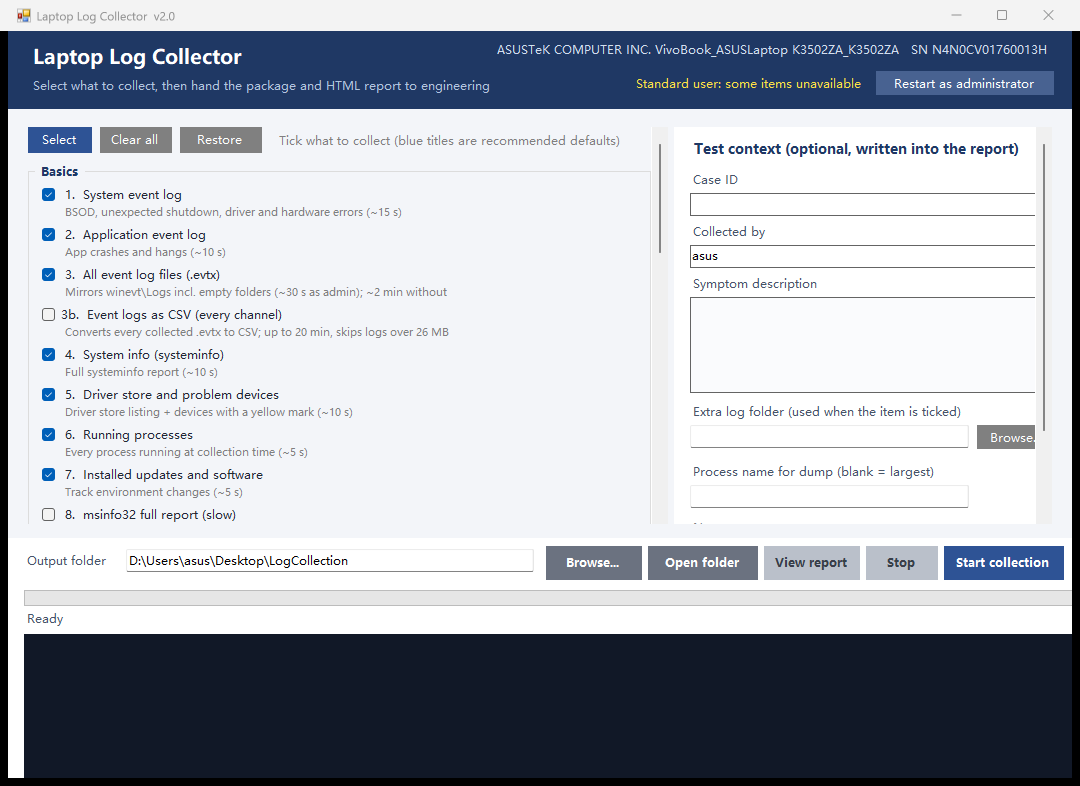 Laptop Log Collector v2.0
Laptop Log Collector
ASUSTeK COMPUTER INC. VivoBook_ASUSLaptop K3502ZA_K3502ZA SN N4N0CV01760013H
Select what to collect, then hand the package and HTML report to engineering
Standard user: some items unavailable
Restart as administrator
Select
Clear all
Restore
Tick what to collect (blue titles are recommended defaults)
Basics
1. System event log
BSOD, unexpected shutdown, driver and hardware errors (~15 s)
2. Application event log
App crashes and hangs (~10 s)
3. All event log files (.evtx)
Mirrors winevt\Logs incl. empty folders (~30 s as admin); ~2 min without
3b. Event logs as CSV (every channel)
Converts every collected .evtx to CSV; up to 20 min, skips logs over 26 MB
4. System info (systeminfo)
Full systeminfo report (~10 s)
5. Driver store and problem devices
Driver store listing + devices with a yellow mark (~10 s)
6. Running processes
Every process running at collection time (~5 s)
7. Installed updates and software
Track environment changes (~5 s)
8. msinfo32 full report (slow)
Test context (optional, written into the report)
Case ID
Collected by
asus
Symptom description
Extra log folder (used when the item is ticked)
Browse.
Process name for dump (blank = largest)
Output folder
D:\Users\asus\Desktop\LogCollection
Browse...
Open folder
View report
Stop
Start collection
Ready